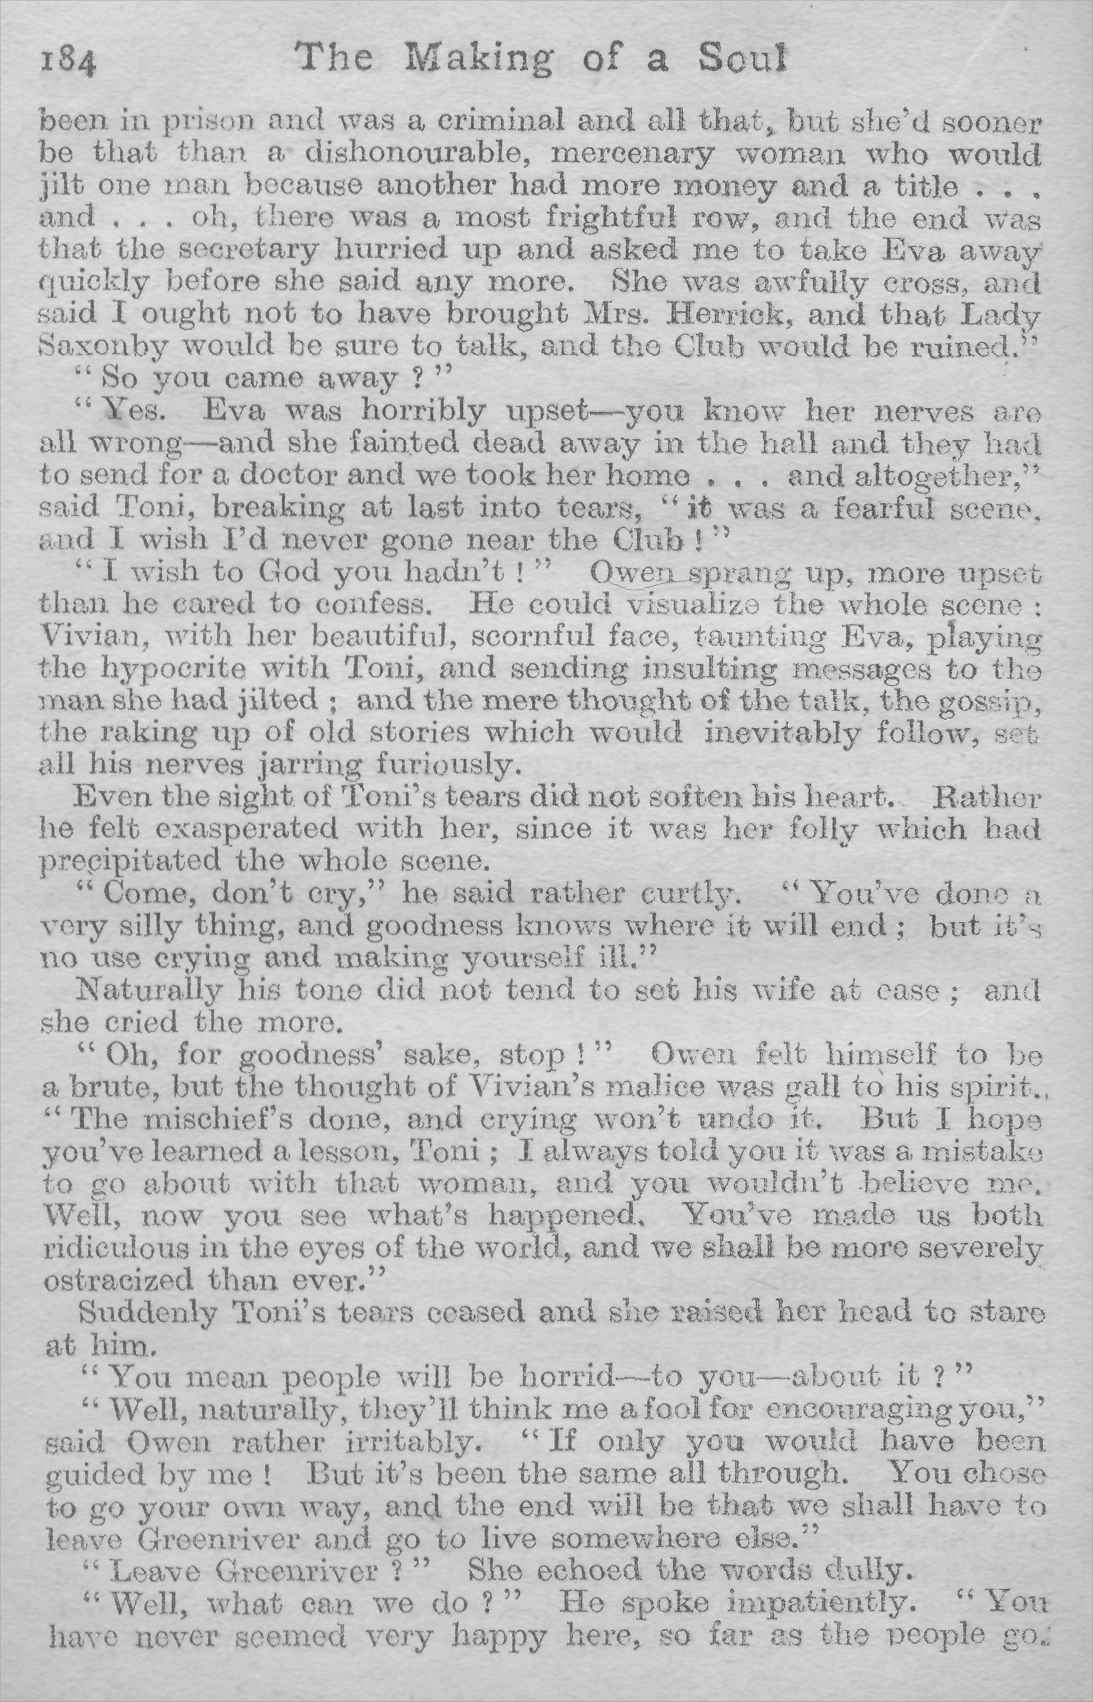 184 The Making of a Soul
been in prison and was a criminal and all that, but she'd sooner
be that than a dishonourable, mercenary woman who would
jilt one man because another had more money and a title . . .
and . . . oh, there was a most frightful row, and the end was
that the secretary hurried up and asked me to take Eva away
quickly before she said any more. She was awfully cross, and
said I ought not to have brought Mrs. Herrick, and that Lady
Saxonby would be sure to talk, and the Club would be ruined."
" So you came away ? "
" Yes. Eva was horribly upset—you know her nerves are
all wrong—and she fainted dead away in the hall and they had
to send for a doctor and we took her home . . . and altogether,"
said Toni, breaking at last into tears, " it was a fearful scene,
and I wish I'd never gone near the Club ! "
" I wish to God you hadn't ! " Owen sprang up, more upset
than he cared to confess. He could visualize the whole scene :
Vivian, with her beautiful, scornful face, taunting Eva, playing
the hypocrite with Toni, and sending insulting messages to the
man she had jilted ; and the mere thought of the talk, the gossip,
the raking up of old stories which would inevitably follow, set
all his nerves jarring furiously.
Even the sight of Toni's tears did not soften his heart. Rather
he felt exasperated with her, since it was her folly which had
precipitated the whole scene.
" Come, don't cry," he said rather curtly. " You've done a
very silly thing, and goodness knows where it will end ; but it's
no use crying and making yourself ill."
Naturally his tone did not tend to set his wife at ease ; and
she cried the more.
" Oh, for goodness' sake, stop ! " Owen felt himself to be
a brute, but the thought of Vivian's malice was gall to his spirit.
" The mischief's done, and crying won't undo it. But I hope
you've learned a lesson, Toni ; I always told you it was a mistake
to go about with that woman, and you wouldn't believe me.
Well, now you see what's happened. You've made us both
ridiculous in the eyes of the world, and we shall be more severely
ostracized than ever."
Suddenly Toni's tears ceased and she raised her head to stare
at him.
" You mean people will be horrid—to you—about it ? "
" Well, naturally, they'll think me a fool for encouraging you,"
said Owen rather irritably. " If only you would have been
guided by me ! But it's been the same all through. You chose
to go your own way, and the end will be that we shall have to
leave Greenriver and go to live somewhere else."
" Leave Greenriver ? " She echoed the words dully.
" Well, what can we do ? " He spoke impatiently. " You
have never seemed very happy here, so far as the people go.